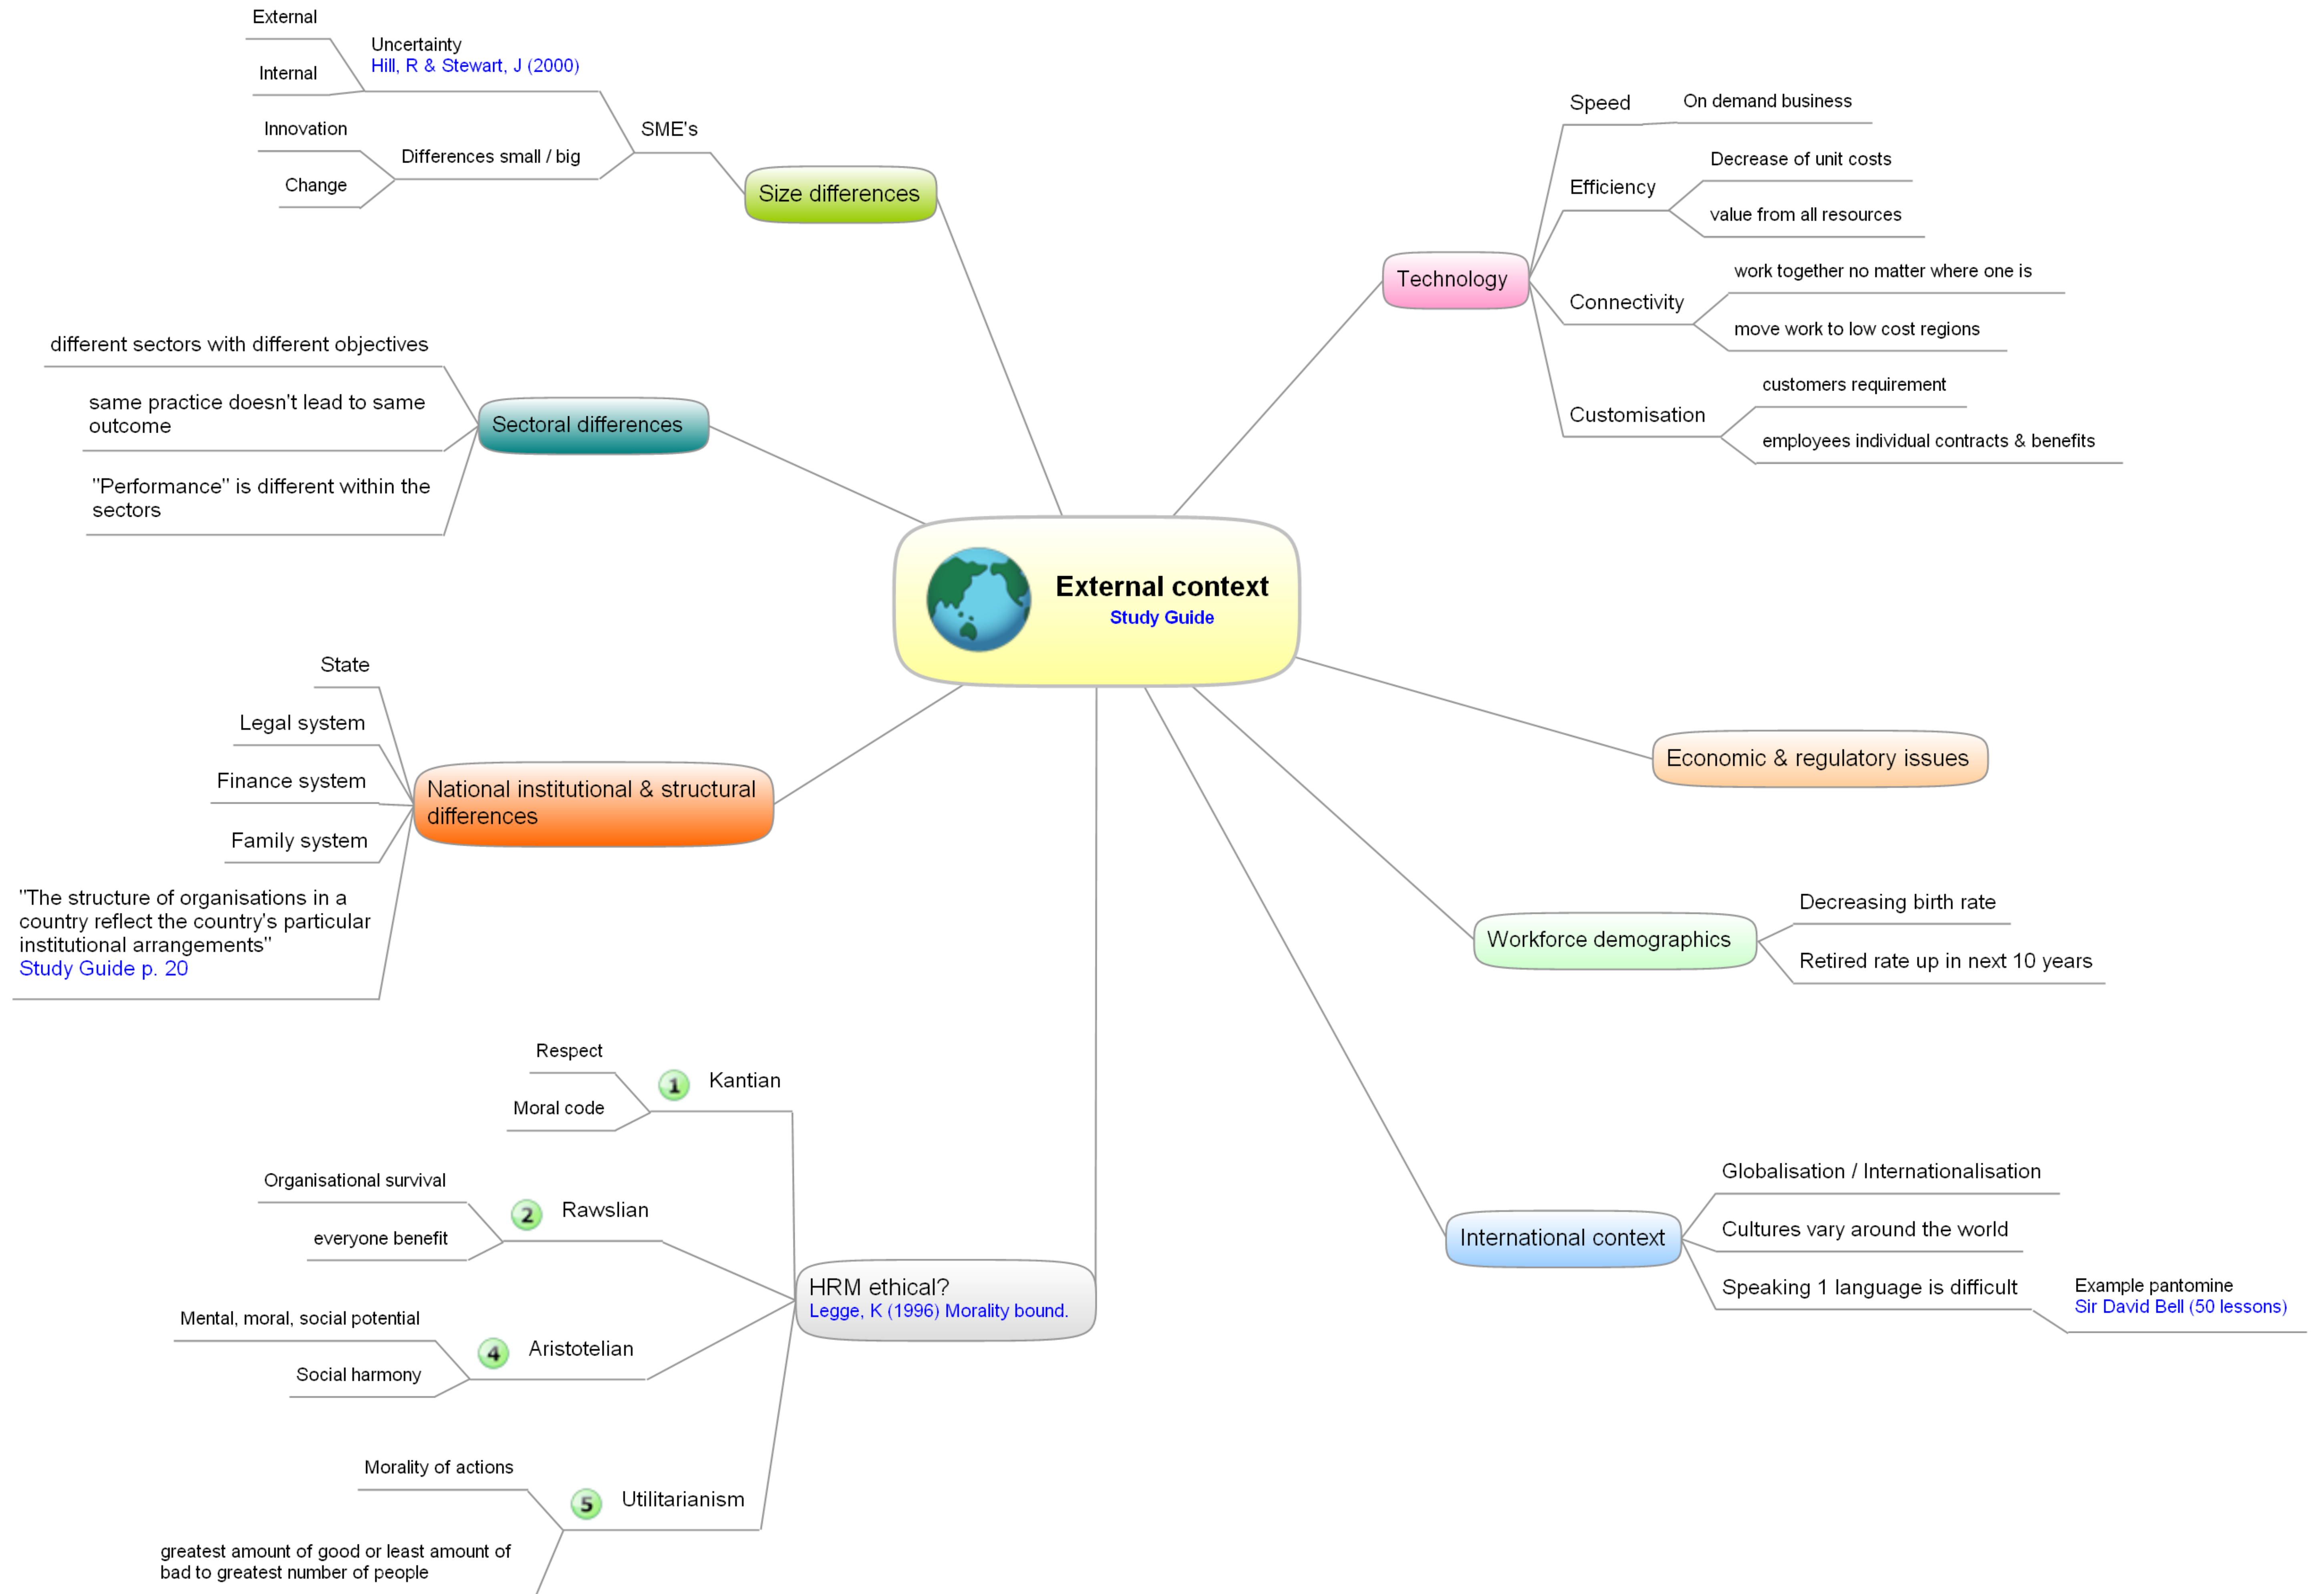 External context
Study Guide
Size differences
SME's
Uncertainty
Hill, R & Stewart, J (2000)
External
Internal
Differences small / big
Innovation
Change
Sectoral differences
different sectors with different objectives
same practice doesn't lead to same
outcome
"Performance" is different within the
sectors
National institutional & structural
differences
State
Legal system
Finance system
Family system
"The structure of organisations in a
country reflect the country's particular
institutional arrangements"
Study Guide p. 20
HRM ethical?
Legge, K (1996) Morality bound.
1 Kantian
Respect
Moral code
2 Rawslian
Organisational survival
everyone benefit
4 Aristotelian
Mental, moral, social potential
Social harmony
5 Utilitarianism
Morality of actions
greatest amount of good or least amount of
bad to greatest number of people
Technology
Speed
On demand business
Efficiency
Decrease of unit costs
value from all resources
Connectivity
work together no matter where one is
move work to low cost regions
Customisation
customers requirement
employees individual contracts & benefits
Economic & regulatory issues
Workforce demographics
Decreasing birth rate
Retired rate up in next 10 years
International context
Globalisation / Internationalisation
Cultures vary around the world
Speaking 1 language is difficult
Example pantomine
Sir David Bell (50 lessons)